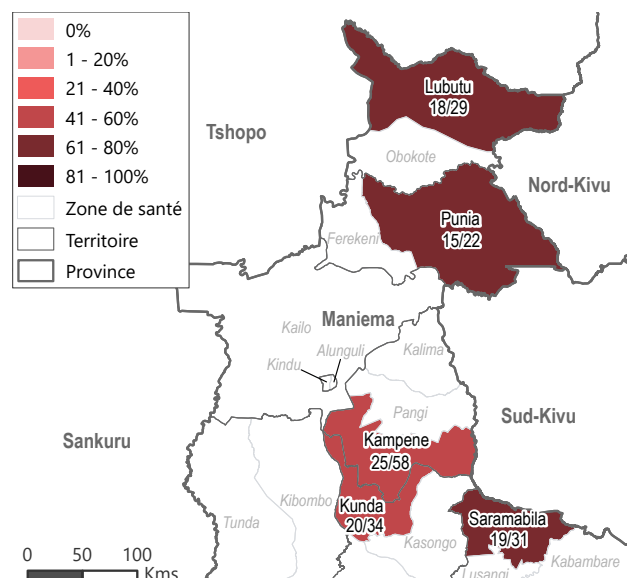 0%
1 - 20%
21 - 40%
41 - 60%
61 - 80%
81 - 100%
Zone de santé
Territoire
Province
Lubutu
18/29
Tshopo
Obokote
Nord-Kivu
Punia
15/22
Ferekeni
Maniema
Kailo
Alunguli
Kindu
Kalima
Pangi
Sud-Kivu
Sankuru
Kampene
25/58
Kibombo
Kunda
20/34
Tunda
Saramabila
19/31
Kasongo
Kabambare
Lusangi
0 50 100
Kms